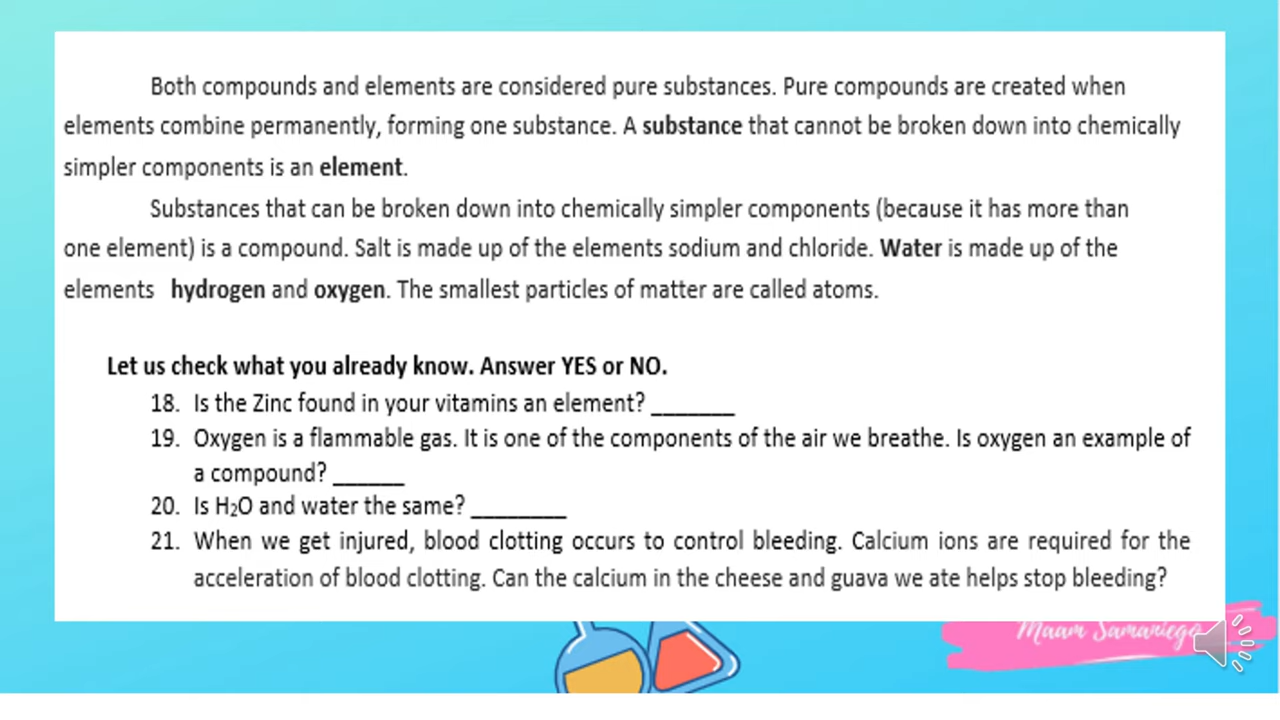 Both compounds and elements are considered pure substances. Pure compounds are created when
elements combine permanently, forming one substance. A substance that cannot be broken down into chemically
simpler components is an element.
Substances that can be broken down into chemically simpler components (because it has more than
one element) is a compound. Salt is made up of the elements sodium and chloride. Water is made up of the
elements hydrogen and oxygen. The smallest particles of matter are called atoms.
Let us check what you already know. Answer YES or NO.
18. Is the Zinc found in your vitamins an element? _______
19. Oxygen is a flammable gas. It is one of the components of the air we breathe. Is oxygen an example of
a compound? ______
20. Is H₂O and water the same? ________
21. When we get injured, blood clotting occurs to control bleeding. Calcium ions are required for the
acceleration of blood clotting. Can the calcium in the cheese and guava we ate helps stop bleeding?
Maam Samaniego